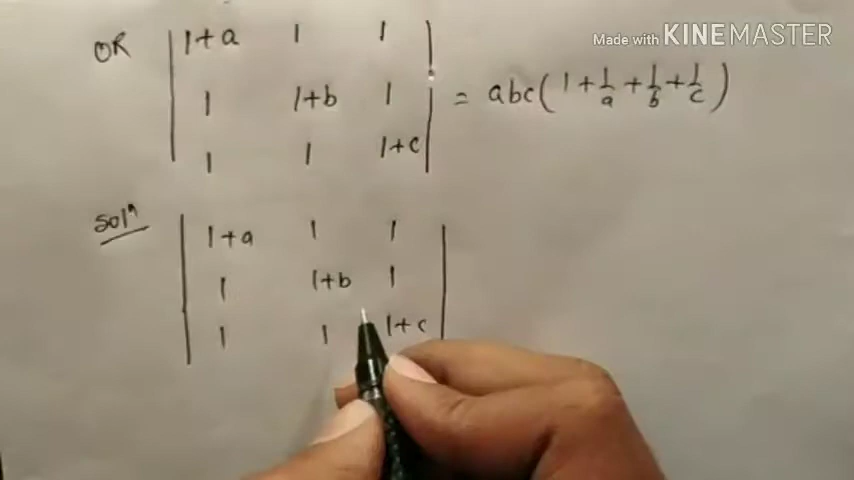 Made with KINEMASTER
OR | 1+a 1 1 |
| 1 1+b 1 | = abc(1+1/a+1/b+1/c)
| 1 1 1+c |
Solⁿ | 1+a 1 1 |
| 1 1+b 1 |
| 1 1 1+c |